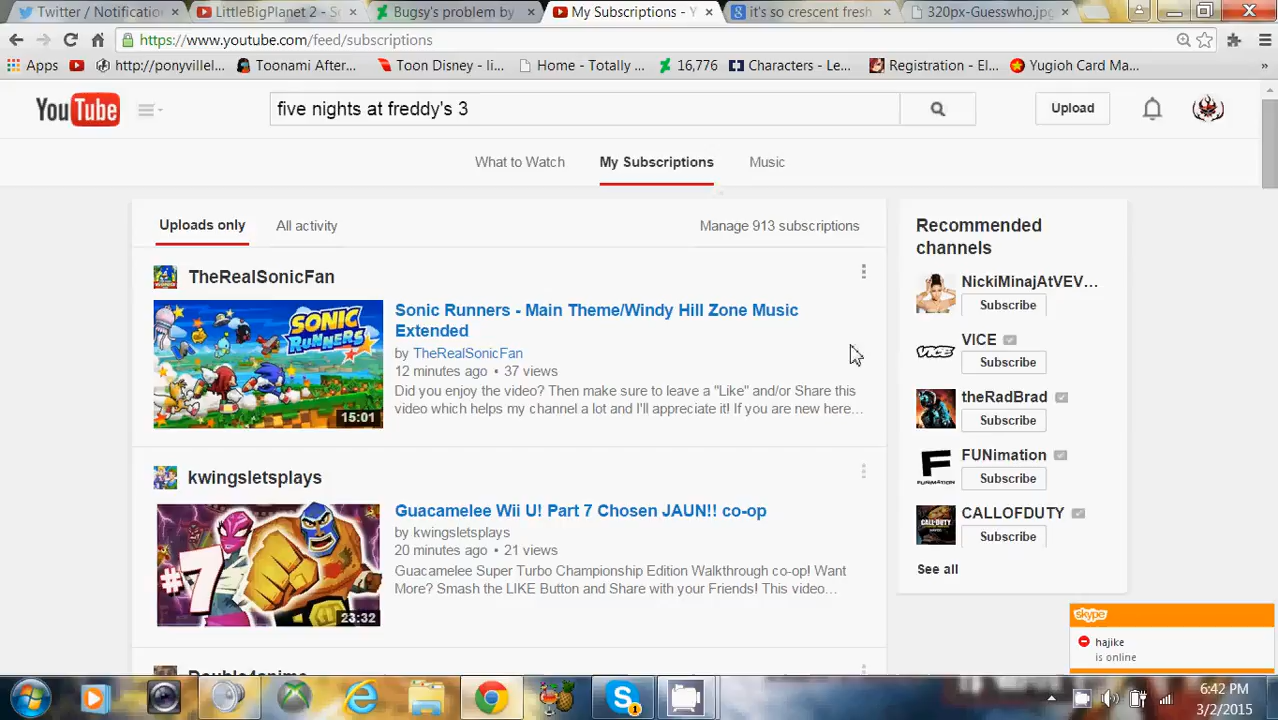 Twitter / Notification
LittleBigPlanet 2 - S
Bugsy's problem by
My Subscriptions - Y
it's so crescent fresh
320px-Guesswho.jpg
https://www.youtube.com/feed/subscriptions
Apps
http://ponyvillel...
Toonami After...
Toon Disney - li...
Home - Totally ...
16,776
Characters - Le...
Registration - El...
Yugioh Card Ma...
»
YouTube
five nights at freddy's 3
Upload
What to Watch
My Subscriptions
Music
Uploads only
All activity
Manage 913 subscriptions
TheRealSonicFan
SONIC RUNNERS
15:01
Sonic Runners - Main Theme/Windy Hill Zone Music
Extended
by TheRealSonicFan
12 minutes ago • 37 views
Did you enjoy the video? Then make sure to leave a "Like" and/or Share this
video which helps my channel a lot and I'll appreciate it! If you are new here...
kwingsletsplays
#7
23:32
Guacamelee Wii U! Part 7 Chosen JAUN!! co-op
by kwingsletsplays
20 minutes ago • 21 views
Guacamelee Super Turbo Championship Edition Walkthrough co-op! Want
More? Smash the LIKE Button and Share with your Friends! This video...
Double4anime
Recommended
channels
NickiMinajAtVEV...
Subscribe
VICE
VICE
Subscribe
theRadBrad
Subscribe
FUNimation
FUNIMATION
Subscribe
CALLOFDUTY
Subscribe
See all
skype
hajike
is online
1
6:42 PM
3/2/2015